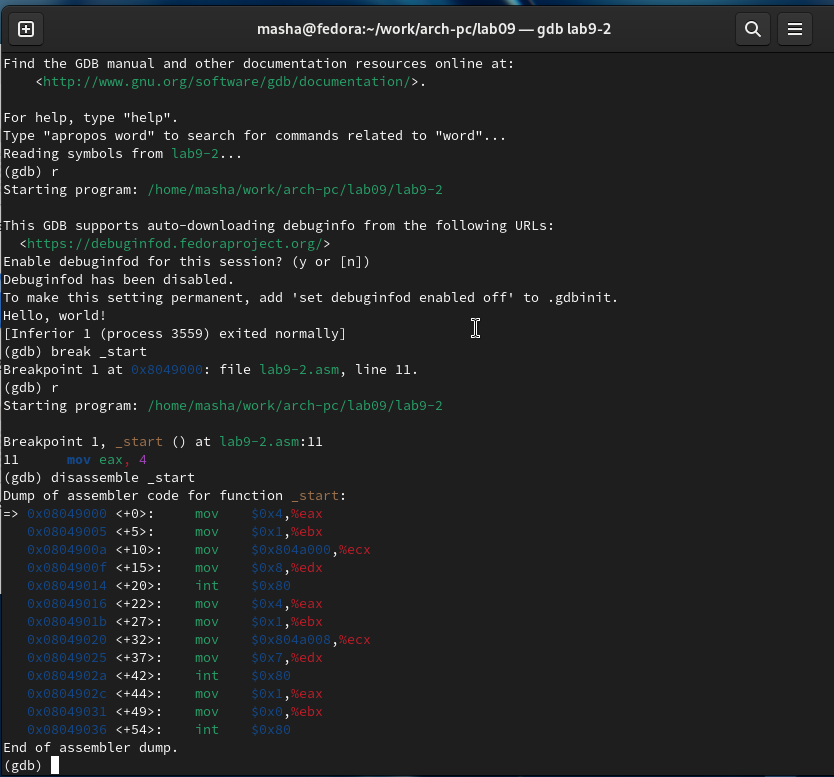 masha@fedora:~/work/arch-pc/lab09 — gdb lab9-2
Find the GDB manual and other documentation resources online at:
    <http://www.gnu.org/software/gdb/documentation/>.

For help, type "help".
Type "apropos word" to search for commands related to "word"...
Reading symbols from lab9-2...
(gdb) r
Starting program: /home/masha/work/arch-pc/lab09/lab9-2

This GDB supports auto-downloading debuginfo from the following URLs:
  <https://debuginfod.fedoraproject.org/>
Enable debuginfod for this session? (y or [n])
Debuginfod has been disabled.
To make this setting permanent, add 'set debuginfod enabled off' to .gdbinit.
Hello, world!
[Inferior 1 (process 3559) exited normally]
(gdb) break _start
Breakpoint 1 at 0x8049000: file lab9-2.asm, line 11.
(gdb) r
Starting program: /home/masha/work/arch-pc/lab09/lab9-2

Breakpoint 1, _start () at lab9-2.asm:11
11      mov eax, 4
(gdb) disassemble _start
Dump of assembler code for function _start:
=> 0x08049000 <+0>:     mov    $0x4,%eax
   0x08049005 <+5>:     mov    $0x1,%ebx
   0x0804900a <+10>:    mov    $0x804a000,%ecx
   0x0804900f <+15>:    mov    $0x8,%edx
   0x08049014 <+20>:    int    $0x80
   0x08049016 <+22>:    mov    $0x4,%eax
   0x0804901b <+27>:    mov    $0x1,%ebx
   0x08049020 <+32>:    mov    $0x804a008,%ecx
   0x08049025 <+37>:    mov    $0x7,%edx
   0x0804902a <+42>:    int    $0x80
   0x0804902c <+44>:    mov    $0x1,%eax
   0x08049031 <+49>:    mov    $0x0,%ebx
   0x08049036 <+54>:    int    $0x80
End of assembler dump.
(gdb)